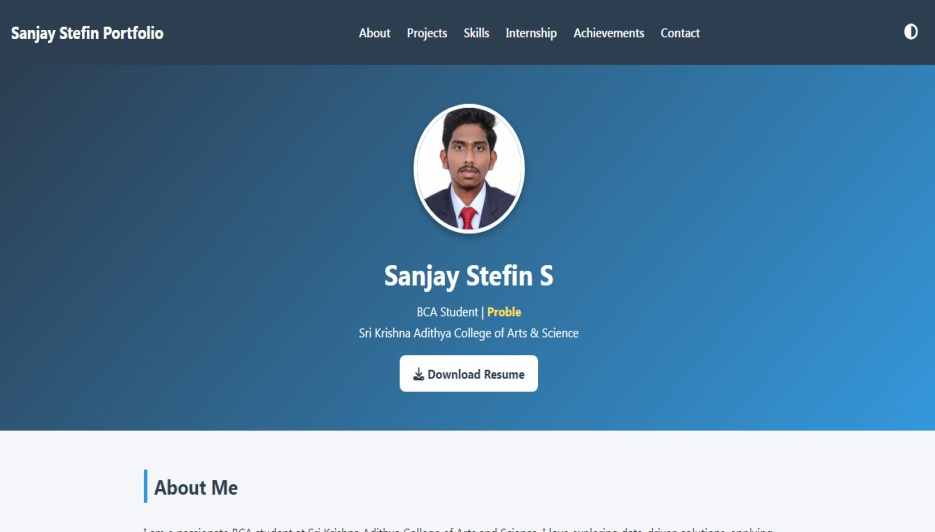 Sanjay Stefin Portfolio
About Projects Skills Internship Achievements Contact
Sanjay Stefin S
BCA Student | Proble
Sri Krishna Adithya College of Arts & Science
Download Resume
About Me
I am a passionate BCA student at Sri Krishna Adithya College of Arts and Science. I love exploring data-driven solutions, applying